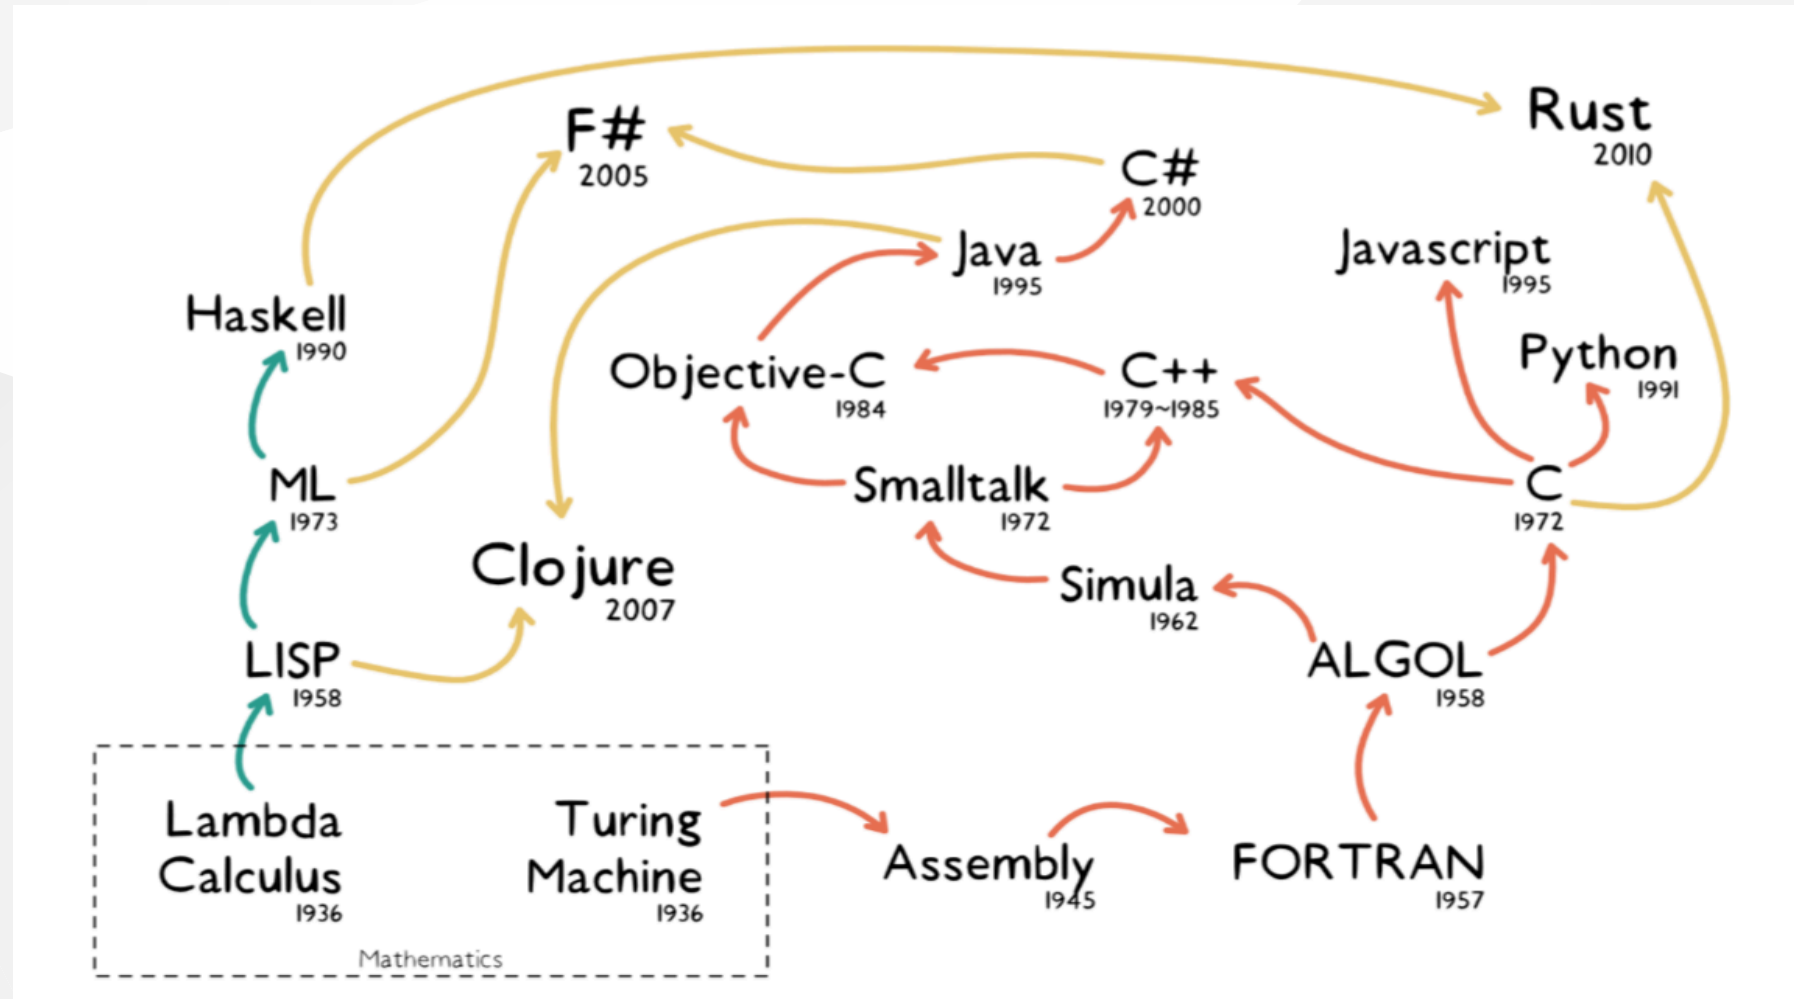 Rust
2010
F#
2005
C#
2000
Java
1995
Javascript
1995
Haskell
1990
Objective-C
1984
C++
1979~1985
Python
1991
ML
1973
Smalltalk
1972
C
1972
Clojure
2007
Simula
1962
LISP
1958
ALGOL
1958
Lambda
Calculus
1936
Turing
Machine
1936
Assembly
1945
FORTRAN
1957
Mathematics